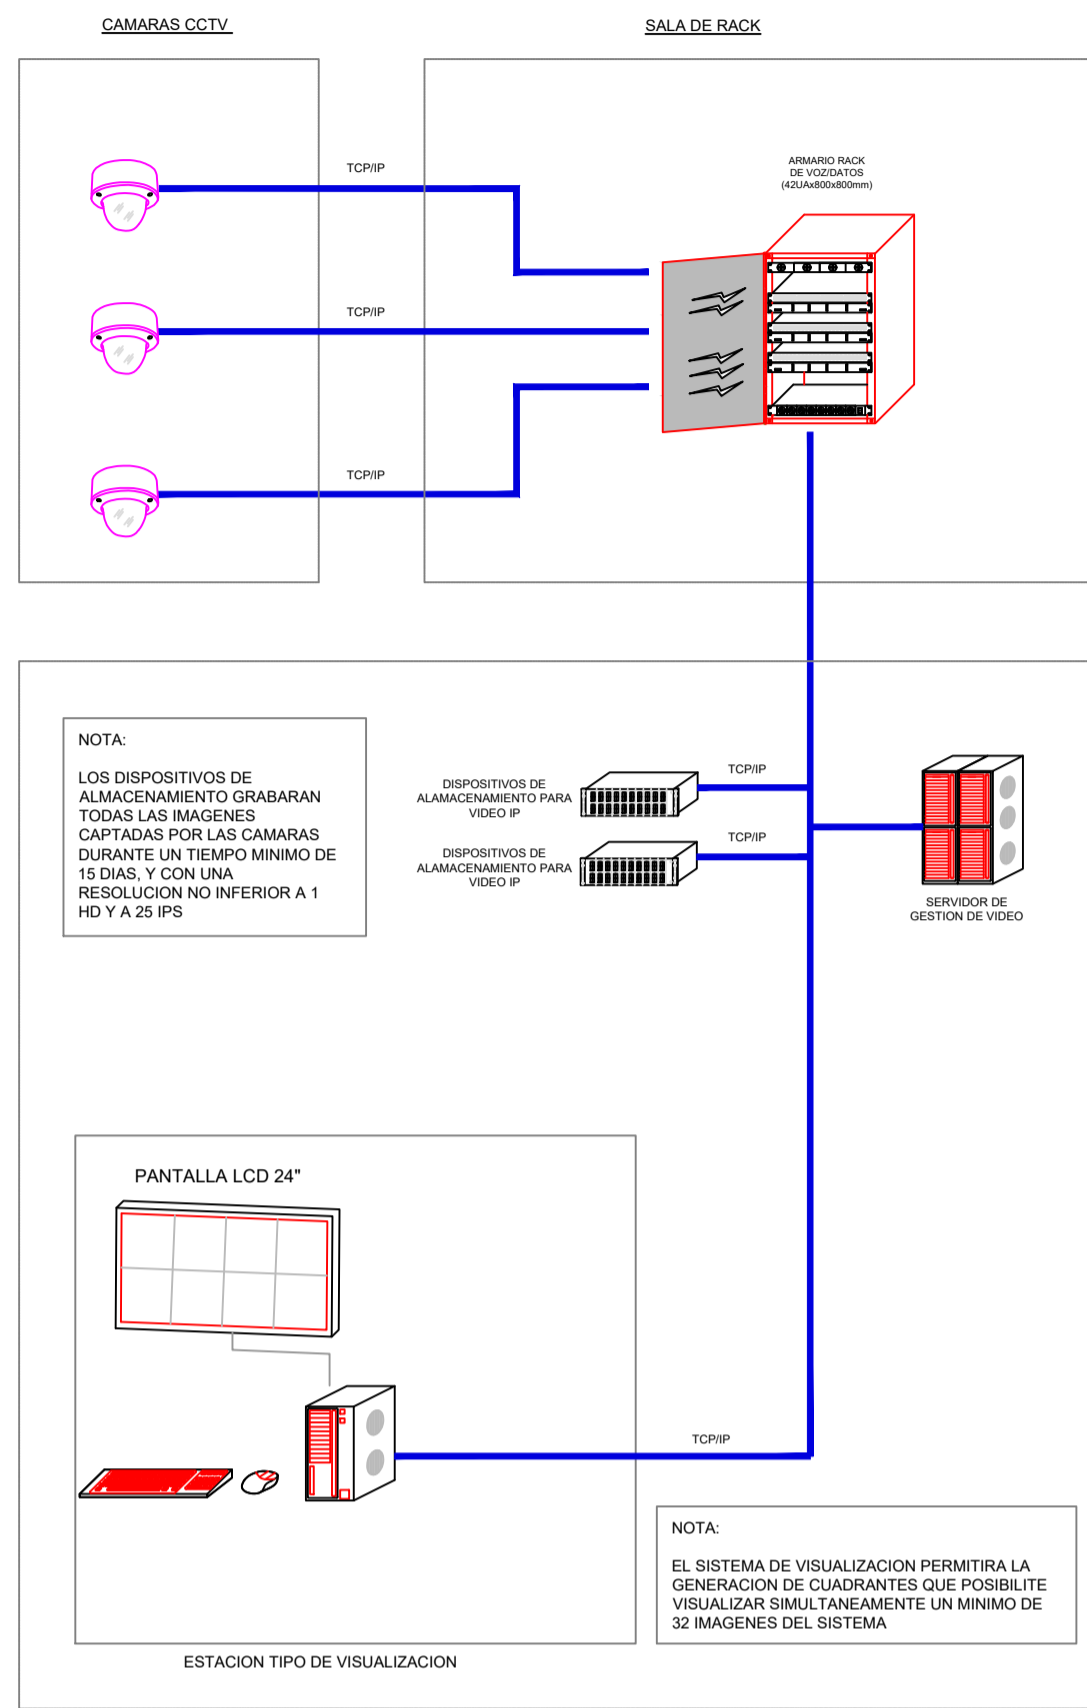 CAMARAS CCTV
SALA DE RACK
TCP/IP
TCP/IP
TCP/IP
ARMARIO RACK
DE VOZ/DATOS
(42UAx800x800mm)
NOTA:
LOS DISPOSITIVOS DE
ALMACENAMIENTO GRABARAN
TODAS LAS IMAGENES
CAPTADAS POR LAS CAMARAS
DURANTE UN TIEMPO MINIMO DE
15 DIAS, Y CON UNA
RESOLUCION NO INFERIOR A 1
HD Y A 25 IPS
DISPOSITIVOS DE
ALAMACENAMIENTO PARA
VIDEO IP
TCP/IP
DISPOSITIVOS DE
ALAMACENAMIENTO PARA
VIDEO IP
TCP/IP
SERVIDOR DE
GESTION DE VIDEO
PANTALLA LCD 24"
TCP/IP
NOTA:
EL SISTEMA DE VISUALIZACION PERMITIRA LA
GENERACION DE CUADRANTES QUE POSIBILITE
VISUALIZAR SIMULTANEAMENTE UN MINIMO DE
32 IMAGENES DEL SISTEMA
ESTACION TIPO DE VISUALIZACION